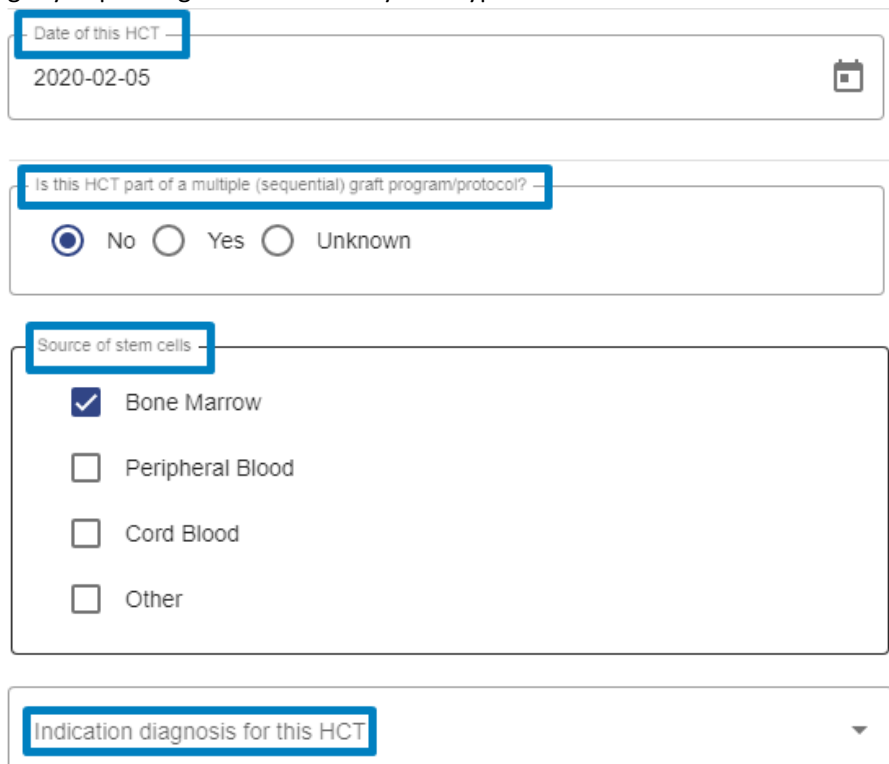 Date of this HCT
2020-02-05
Is this HCT part of a multiple (sequential) graft program/protocol?
No Yes Unknown
Source of stem cells
Bone Marrow
Peripheral Blood
Cord Blood
Other
Indication diagnosis for this HCT